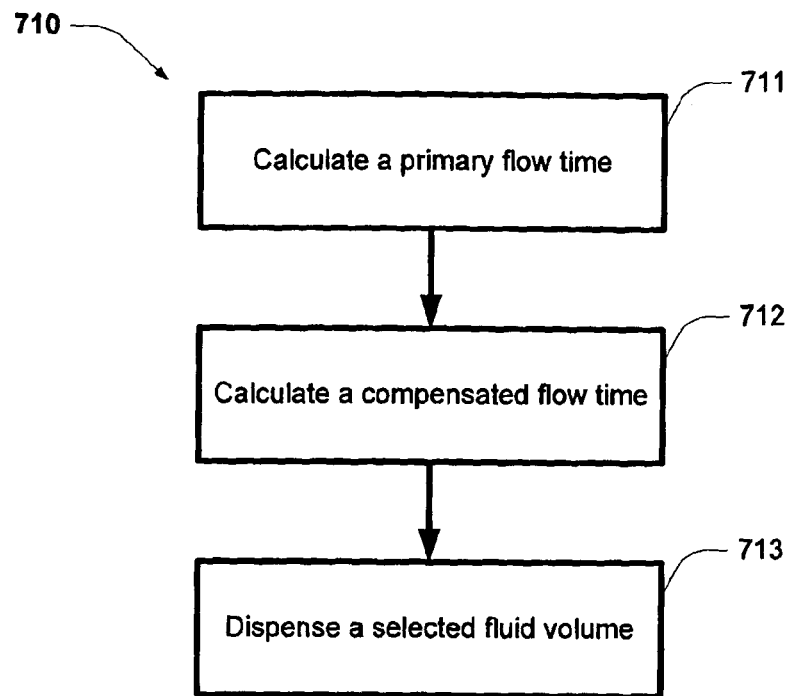 710
711
Calculate a primary flow time
712
Calculate a compensated flow time
713
Dispense a selected fluid volume